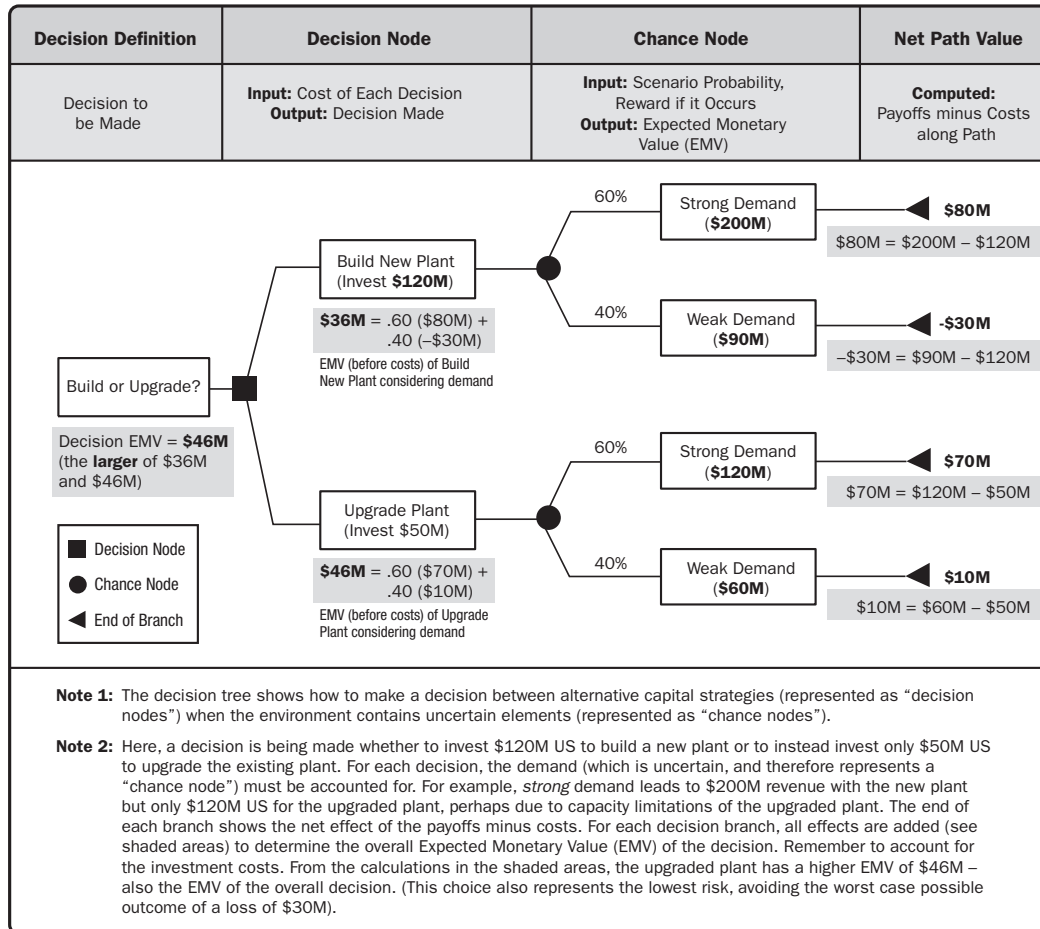 Decision Definition
Decision Node
Chance Node
Net Path Value
Decision to
be Made
Input: Cost of Each Decision
Output: Decision Made
Input: Scenario Probability,
Reward if it Occurs
Output: Expected Monetary
Value (EMV)
Computed:
Payoffs minus Costs
along Path
Build or Upgrade?
Decision EMV = $46M
(the larger of $36M
and $46M)
Build New Plant
(Invest $120M)
$36M = .60 ($80M) +
.40 (–$30M)
EMV (before costs) of Build
New Plant considering demand
60%
Strong Demand
($200M)
$80M
$80M = $200M – $120M
40%
Weak Demand
($90M)
-$30M
–$30M = $90M – $120M
Upgrade Plant
(Invest $50M)
$46M = .60 ($70M) +
.40 ($10M)
EMV (before costs) of Upgrade
Plant considering demand
60%
Strong Demand
($120M)
$70M
$70M = $120M – $50M
40%
Weak Demand
($60M)
$10M
$10M = $60M – $50M
Decision Node
Chance Node
End of Branch
Note 1: The decision tree shows how to make a decision between alternative capital strategies (represented as “decision
nodes”) when the environment contains uncertain elements (represented as “chance nodes”).
Note 2: Here, a decision is being made whether to invest $120M US to build a new plant or to instead invest only $50M US
to upgrade the existing plant. For each decision, the demand (which is uncertain, and therefore represents a
“chance node”) must be accounted for. For example, strong demand leads to $200M revenue with the new plant
but only $120M US for the upgraded plant, perhaps due to capacity limitations of the upgraded plant. The end of
each branch shows the net effect of the payoffs minus costs. For each decision branch, all effects are added (see
shaded areas) to determine the overall Expected Monetary Value (EMV) of the decision. Remember to account for
the investment costs. From the calculations in the shaded areas, the upgraded plant has a higher EMV of $46M –
also the EMV of the overall decision. (This choice also represents the lowest risk, avoiding the worst case possible
outcome of a loss of $30M).